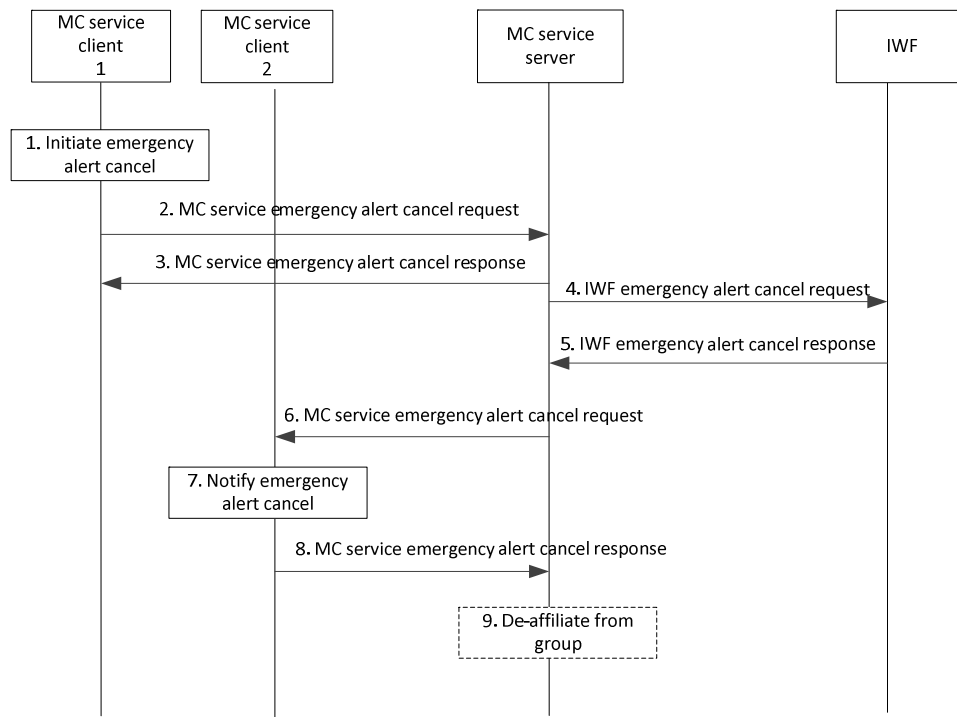 MC service
client
1
MC service
client
2
MC service
server
IWF
1. Initiate emergency
alert cancel
2. MC service emergency alert cancel request
3. MC service emergency alert cancel response
4. IWF emergency alert cancel request
5. IWF emergency alert cancel response
6. MC service emergency alert cancel request
7. Notify emergency
alert cancel
8. MC service emergency alert cancel response
9. De-affiliate from
group